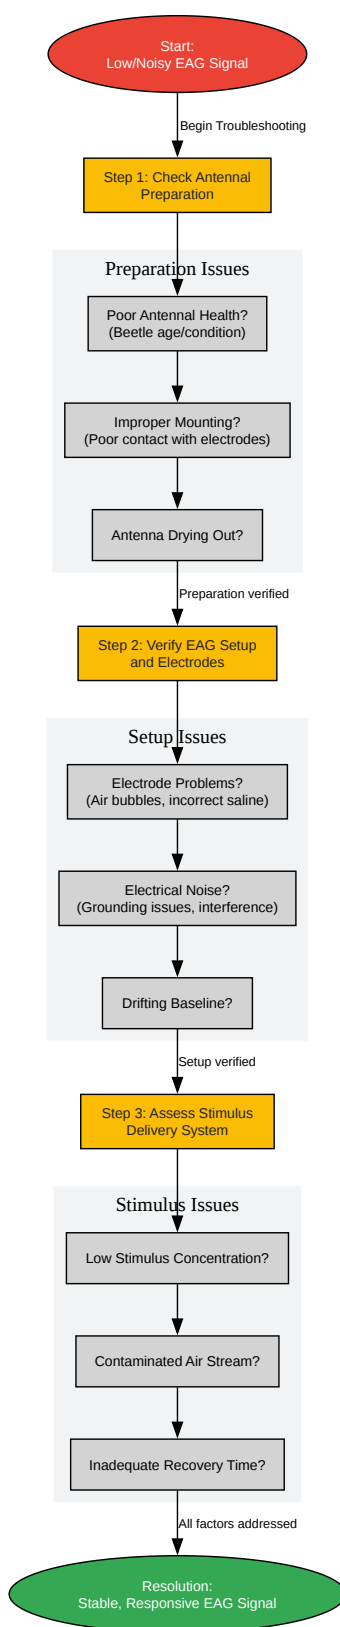 Start:
Low/Noisy EAG Signal
Begin Troubleshooting
Step 1: Check Antennal
Preparation
Preparation Issues
Poor Antennal Health?
(Beetle age/condition)
Improper Mounting?
(Poor contact with electrodes)
Antenna Drying Out?
Preparation verified
Step 2: Verify EAG Setup
and Electrodes
Setup Issues
Electrode Problems?
(Air bubbles, incorrect saline)
Electrical Noise?
(Grounding issues, interference)
Drifting Baseline?
Setup verified
Step 3: Assess Stimulus
Delivery System
Stimulus Issues
Low Stimulus Concentration?
Contaminated Air Stream?
Inadequate Recovery Time?
All factors addressed
Resolution:
Stable, Responsive EAG Signal